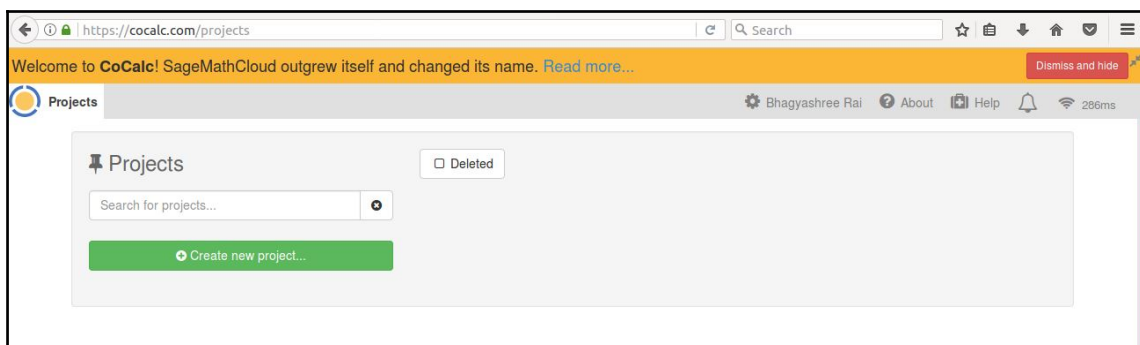 https://cocalc.com/projects Search
Welcome to CoCalc! SageMathCloud outgrew itself and changed its name. Read more... Dismiss and hide
Projects Bhagyashree Rai About Help 286ms
Projects Deleted
Search for projects...
Create new project...